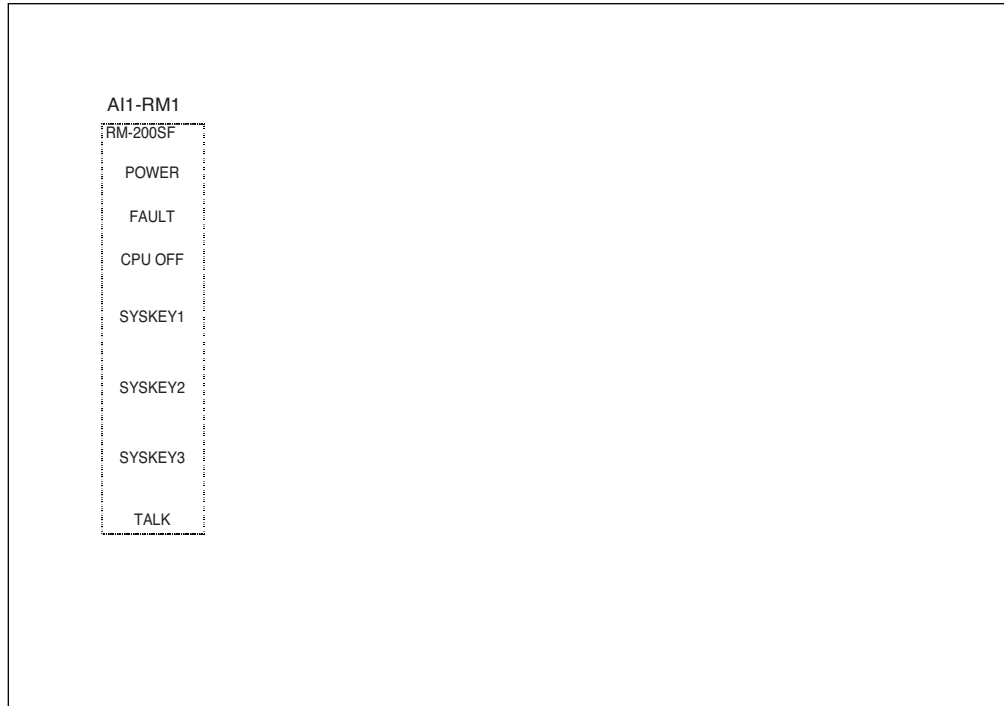 AI1-RM1
RM-200SF
POWER
FAULT
CPU OFF
SYSKEY1
SYSKEY2
SYSKEY3
TALK